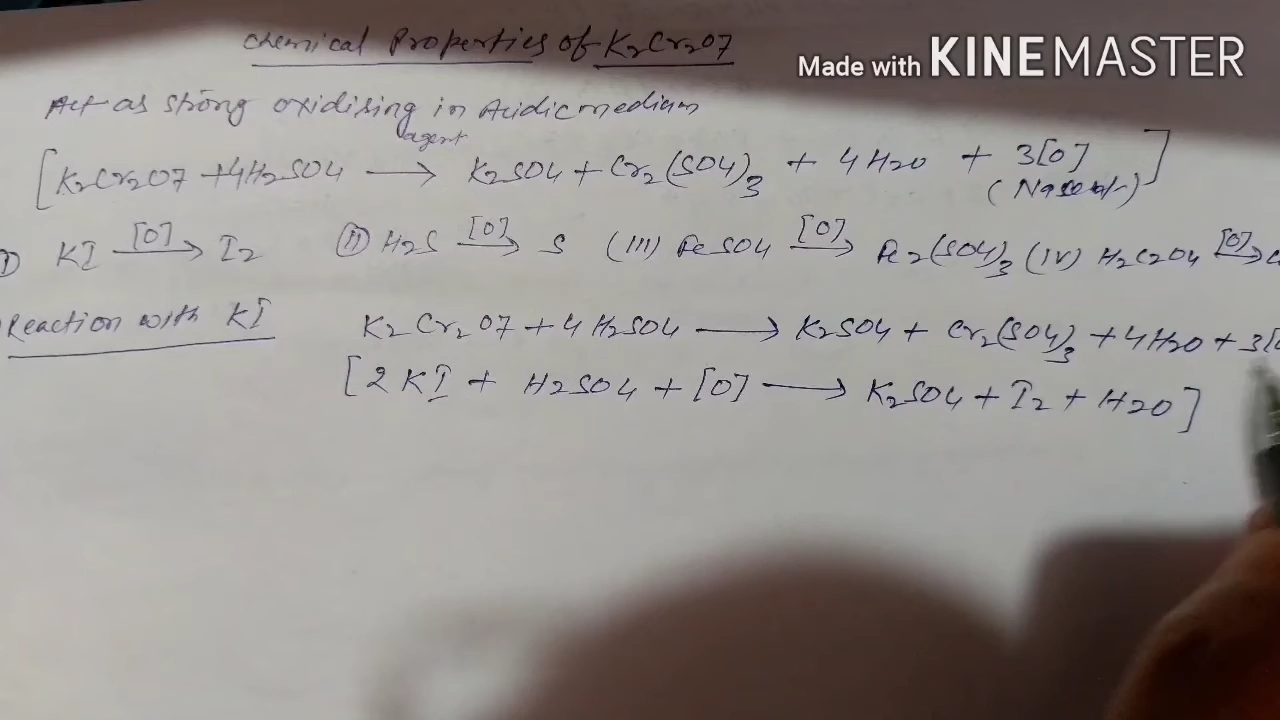 Chemical Properties of K2Cr2O7
Made with KINEMASTER
Act as strong oxidising in Acidic medium
agent
[K2Cr2O7 + 4H2SO4 → K2SO4 + Cr2(SO4)3 + 4H2O + 3[O]]
I) KI [O]→ I2 (II) H2S [O]→ S (III) FeSO4 [O]→ Fe2(SO4)3 (IV) H2C2O4 [O]→
Reaction with KI K2Cr2O7 + 4H2SO4 → K2SO4 + Cr2(SO4)3 + 4H2O + 3[
[2KI + H2SO4 + [O] → K2SO4 + I2 + H2O]